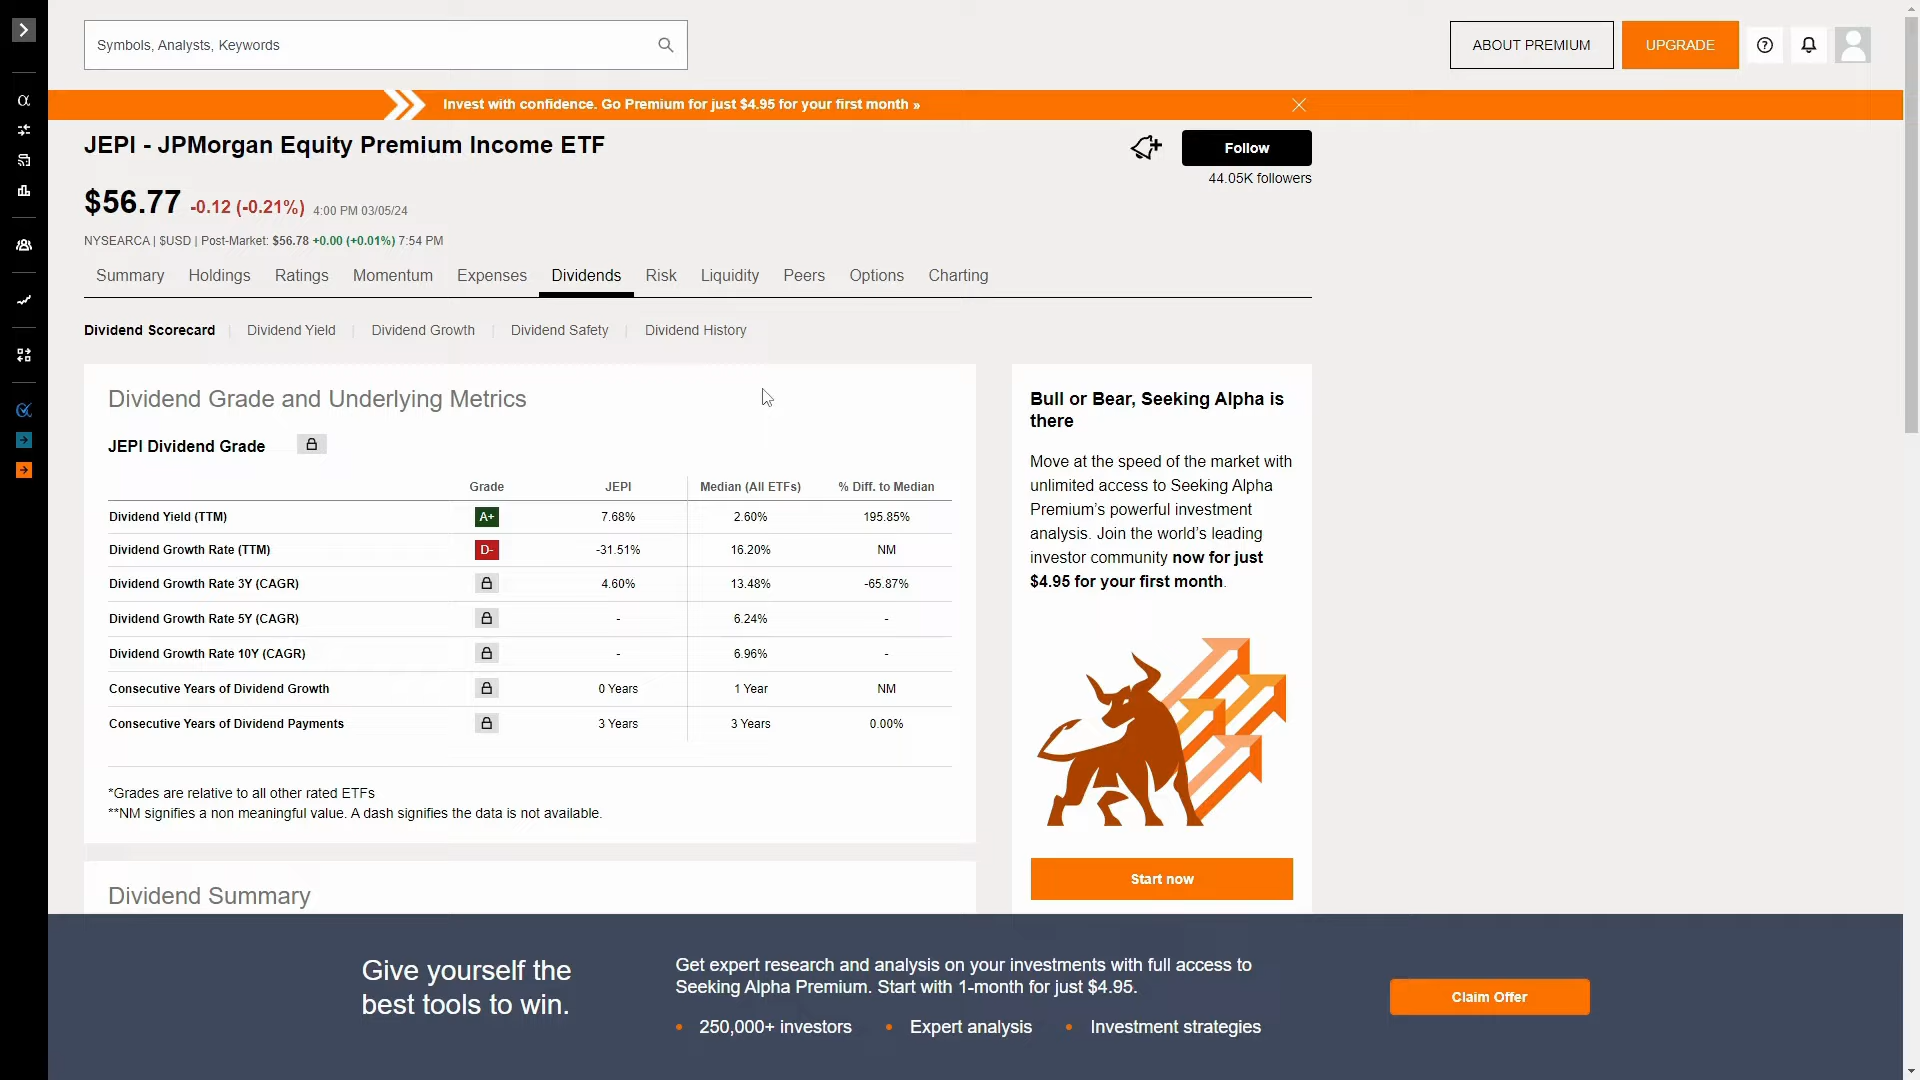 Symbols, Analysts, Keywords
ABOUT PREMIUM
UPGRADE
Invest with confidence. Go Premium for just $4.95 for your first month »
JEPI - JPMorgan Equity Premium Income ETF
Follow
44.05K followers
$56.77 -0.12 (-0.21%) 4:00 PM 03/05/24
NYSEARCA | $USD | Post-Market: $56.78 +0.00 (+0.01%) 7:54 PM
Summary Holdings Ratings Momentum Expenses Dividends Risk Liquidity Peers Options Charting
Dividend Scorecard | Dividend Yield | Dividend Growth | Dividend Safety | Dividend History
Dividend Grade and Underlying Metrics
JEPI Dividend Grade
Grade JEPI Median (All ETFs) % Diff. to Median
Dividend Yield (TTM) A+ 7.68% 2.60% 195.85%
Dividend Growth Rate (TTM) D- -31.51% 16.20% NM
Dividend Growth Rate 3Y (CAGR) 4.60% 13.48% -65.87%
Dividend Growth Rate 5Y (CAGR) - 6.24% -
Dividend Growth Rate 10Y (CAGR) - 6.96% -
Consecutive Years of Dividend Growth 0 Years 1 Year NM
Consecutive Years of Dividend Payments 3 Years 3 Years 0.00%
*Grades are relative to all other rated ETFs
**NM signifies a non meaningful value. A dash signifies the data is not available.
Dividend Summary
Bull or Bear, Seeking Alpha is
there
Move at the speed of the market with
unlimited access to Seeking Alpha
Premium's powerful investment
analysis. Join the world's leading
investor community now for just
$4.95 for your first month.
Start now
Give yourself the
best tools to win.
Get expert research and analysis on your investments with full access to
Seeking Alpha Premium. Start with 1-month for just $4.95.
• 250,000+ investors • Expert analysis • Investment strategies
Claim Offer